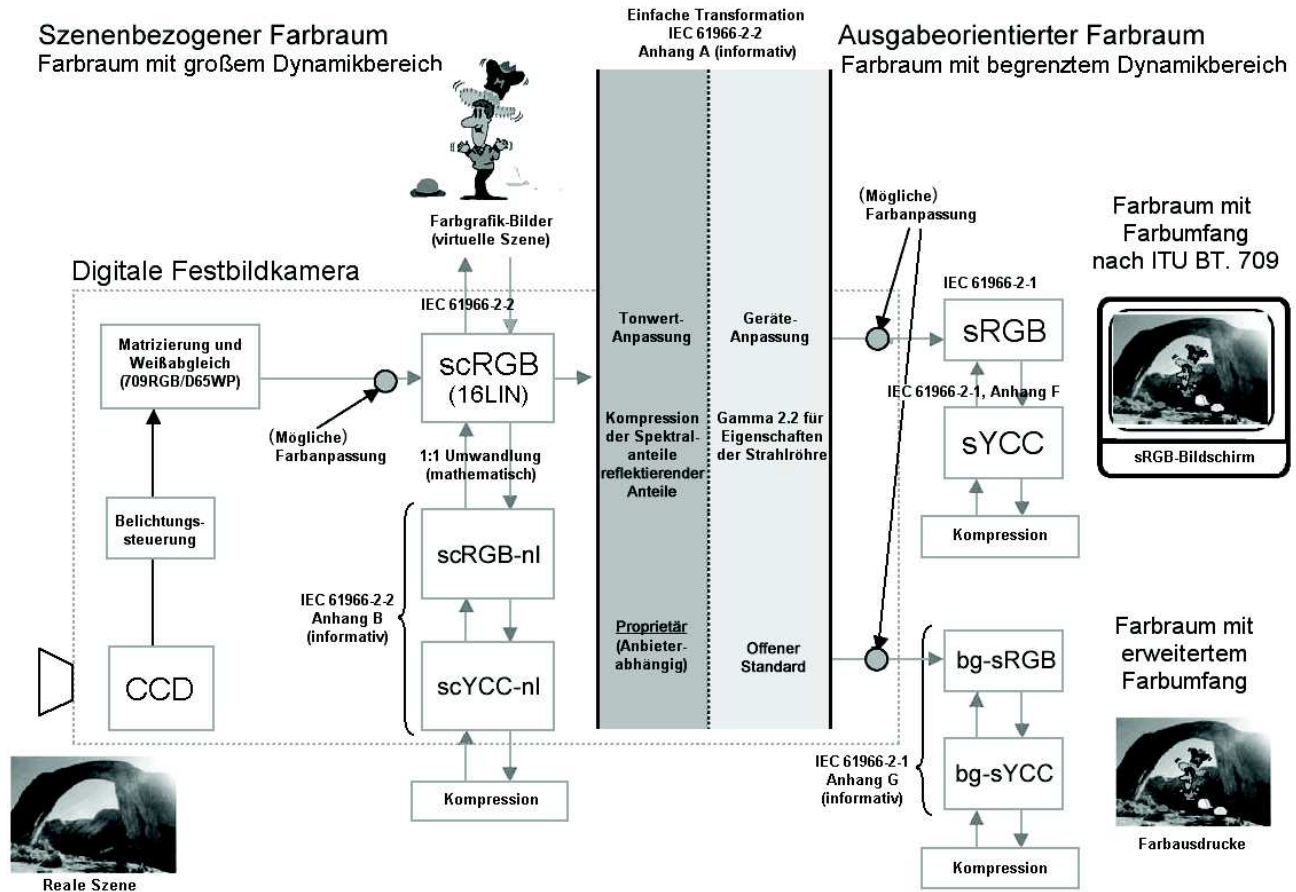 Szenenbezogener Farbraum
Farbraum mit großem Dynamikbereich
Einfache Transformation
IEC 61966-2-2
Anhang A (informativ)
Ausgabeorientierter Farbraum
Farbraum mit begrenztem Dynamikbereich
M
Farbgrafik-Bilder
(virtuelle Szene)
Digitale Festbildkamera
IEC 61966-2-2
Matrizierung und
Weißabgleich
(709RGB/D65WP)
(Mögliche)
Farbanpassung
scRGB
(16LIN)
1:1 Umwandlung
(mathematisch)
Belichtungs-
steuerung
CCD
IEC 61966-2-2
Anhang B
(informativ)
scRGB-nl
scYCC-nl
Kompression
Reale Szene
Tonwert-
Anpassung
Kompression
der Spektral-
anteile
reflektierender
Anteile
Proprietär
(Anbieter-
abhängig)
Geräte-
Anpassung
Gamma 2.2 für
Eigenschaften
der Strahlröhre
Offener
Standard
(Mögliche)
Farbanpassung
IEC 61966-2-1
sRGB
IEC 61966-2-1, Anhang F
sYCC
Kompression
Farbraum mit
Farbumfang
nach ITU BT. 709
sRGB-Bildschirm
IEC 61966-2-1
Anhang G
(informativ)
bg-sRGB
bg-sYCC
Kompression
Farbraum mit
erweitertem
Farbumfang
Farbausdrucke